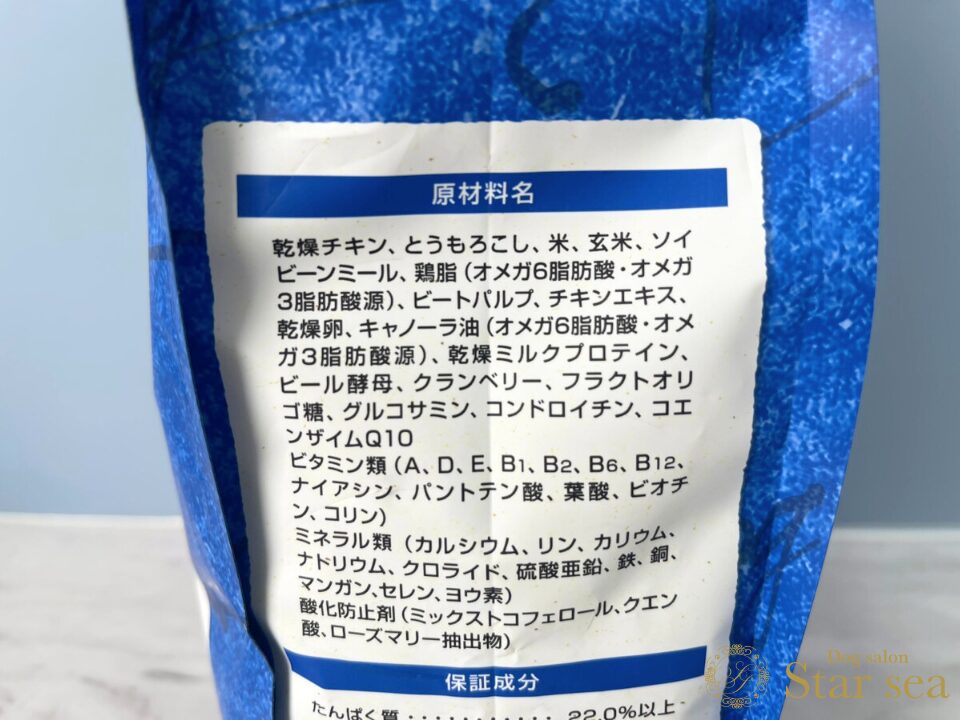 原材料名
乾燥チキン、とうもろこし、米、玄米、ソイ
ビーンミール、鶏脂（オメガ6脂肪酸・オメガ
3脂肪酸源）、ビートパルプ、チキンエキス、
乾燥卵、キャノーラ油（オメガ6脂肪酸・オメ
ガ3脂肪酸源）、乾燥ミルクプロテイン、
ビール酵母、クランベリー、フラクトオリ
ゴ糖、グルコサミン、コンドロイチン、コエ
ンザイムQ10
ビタミン類（A、D、E、B1、B2、B6、B12、
ナイアシン、パントテン酸、葉酸、ビオチ
ン、コリン）
ミネラル類（カルシウム、リン、カリウム、
ナトリウム、クロライド、硫酸亜鉛、鉄、銅、
マンガン、セレン、ヨウ素）
酸化防止剤（ミックストコフェロール、クエン
酸、ローズマリー抽出物）
保証成分
たんぱく質・・・・・・・・・・・22.0%以上
Dog salon
Star sea